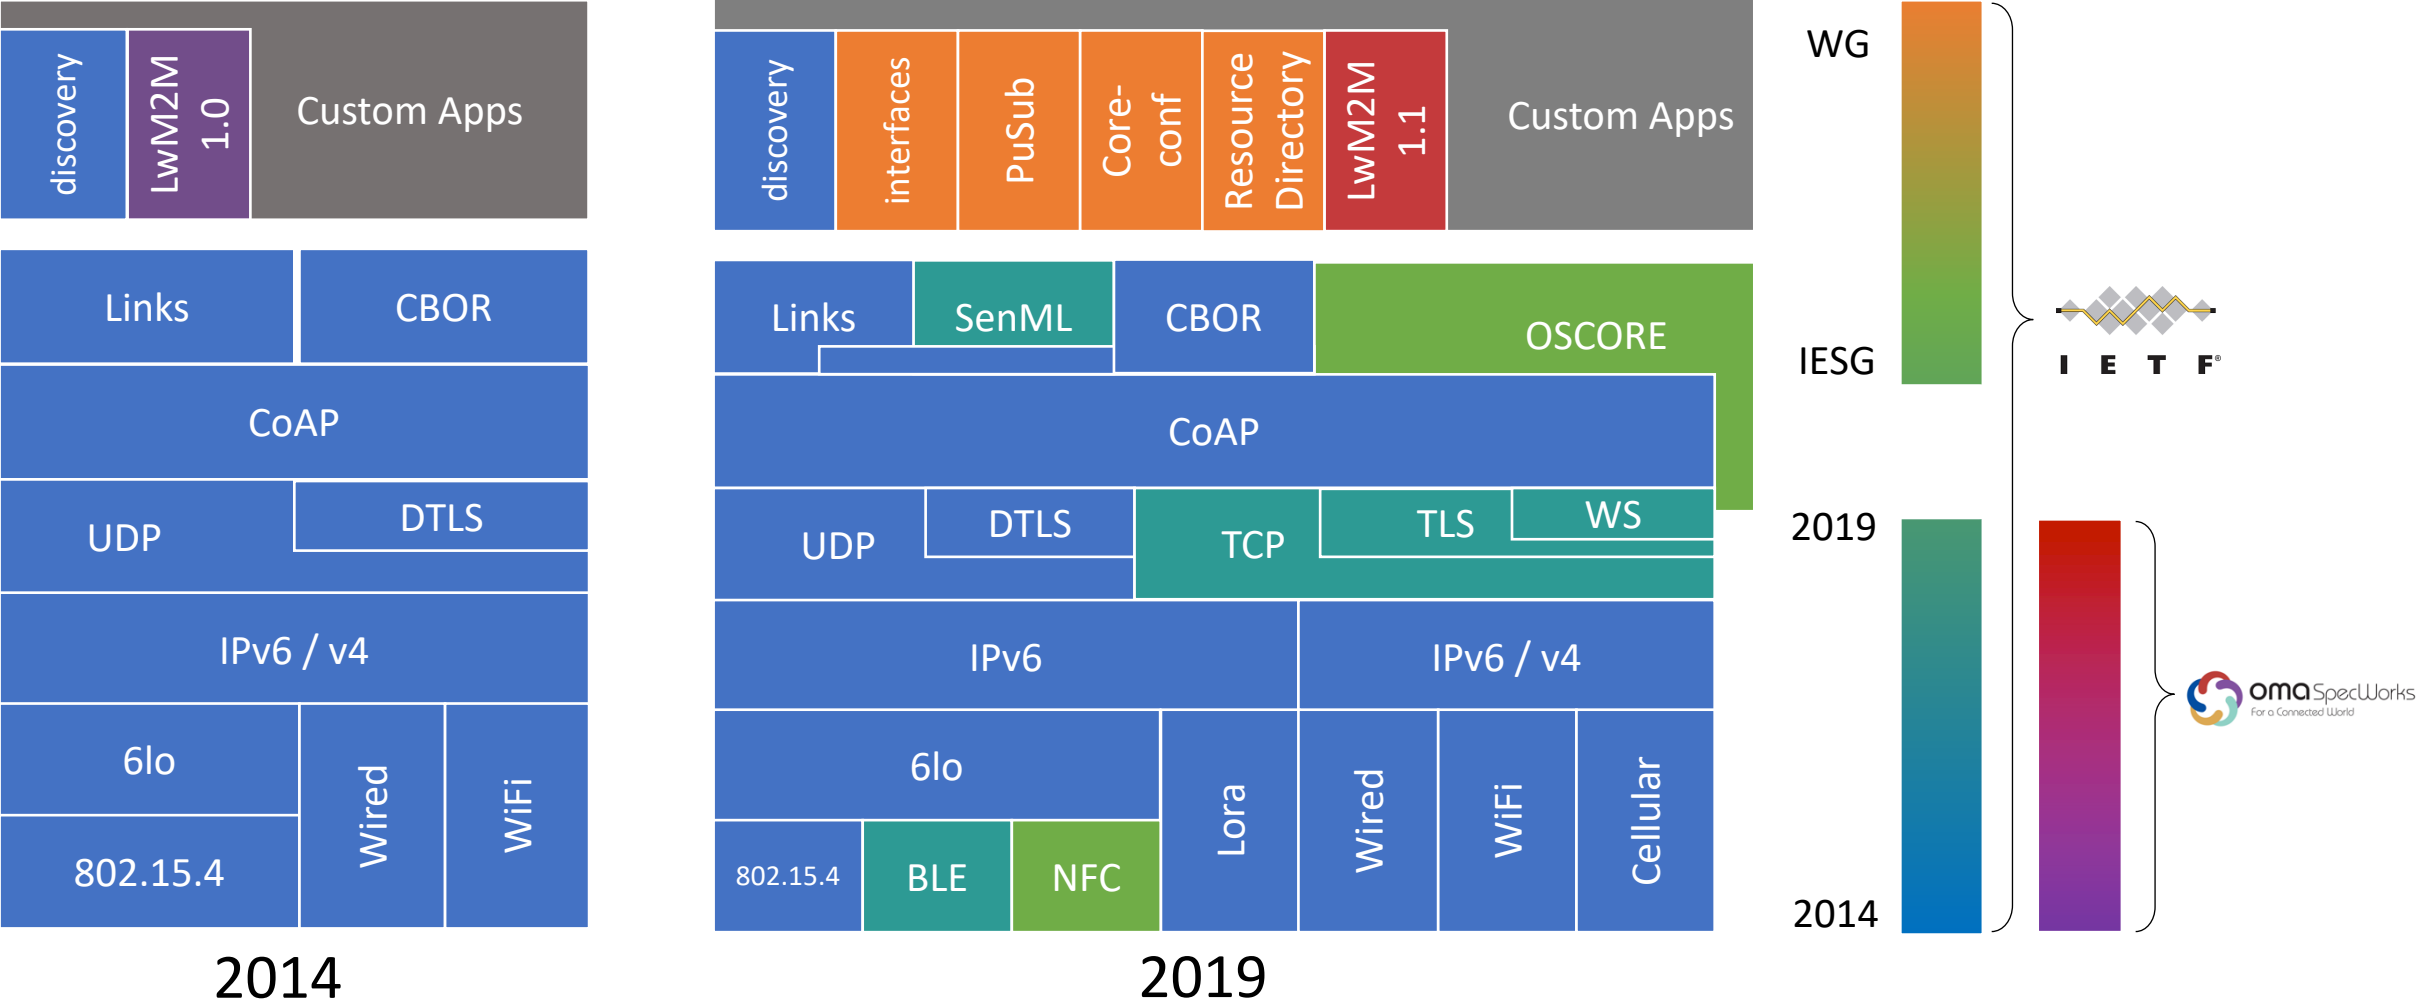 discovery
LwM2M
1.0
Custom Apps
Links
CBOR
CoAP
UDP
DTLS
IPv6 / v4
6lo
802.15.4
Wired
WiFi
2014
discovery
interfaces
PuSub
Core-
conf
Resource
Directory
LwM2M
1.1
Custom Apps
Links
SenML
CBOR
OSCORE
CoAP
UDP
DTLS
TCP
TLS
WS
IPv6
IPv6 / v4
6lo
802.15.4
BLE
NFC
Lora
Wired
WiFi
Cellular
2019
WG
IESG
2019
2014
I E T F®
oma SpecWorks
For a Connected World